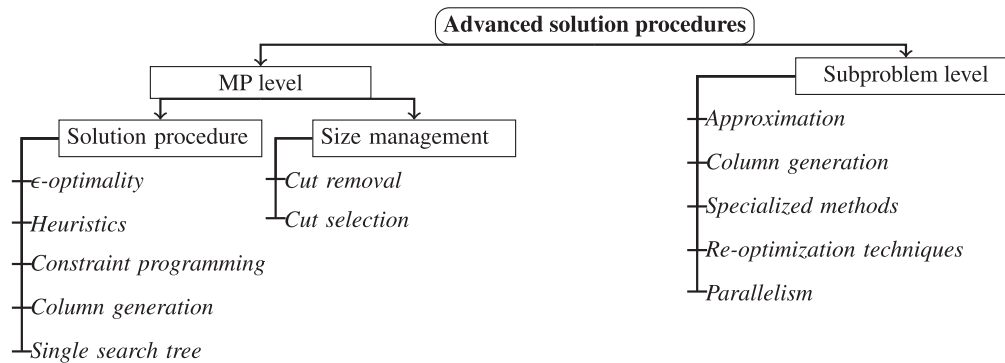 Advanced solution procedures
MP level
Subproblem level
Solution procedure
Size management
ϵ-optimality
Heuristics
Constraint programming
Column generation
Single search tree
Cut removal
Cut selection
Approximation
Column generation
Specialized methods
Re-optimization techniques
Parallelism